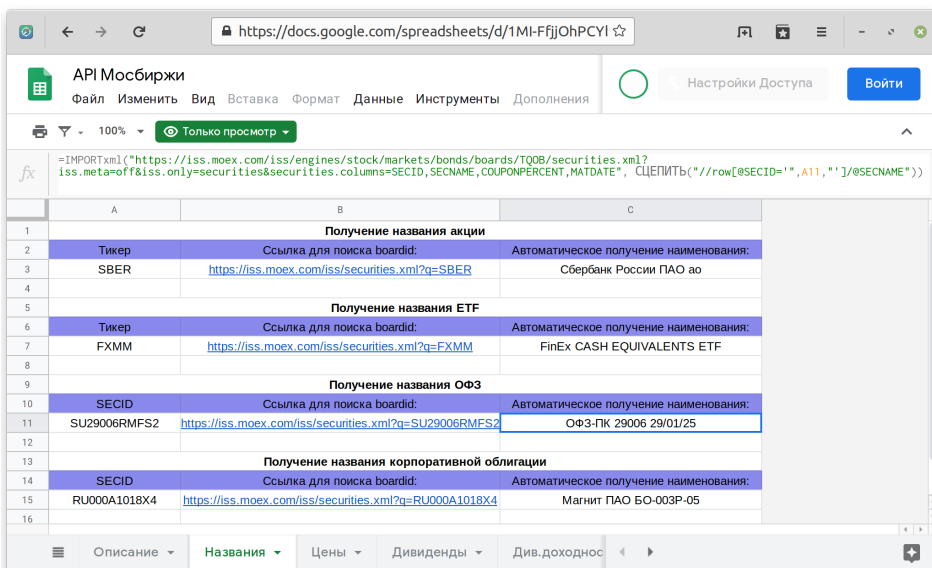 https://docs.google.com/spreadsheets/d/1MI-FfjjOhPCYl
API Мосбиржи
Файл Изменить Вид Вставка Формат Данные Инструменты Дополнения
Настройки Доступа
Войти
100%
Только просмотр
fx
=IMPORTxml("https://iss.moex.com/iss/engines/stock/markets/bonds/boards/TQOB/securities.xml?
iss.meta=off&iss.only=securities&securities.columns=SECID,SECNAME,COUPONPERCENT,MATDATE", СЦЕПИТЬ("//row[@SECID='",A11,"']/@SECNAME"))
A B C
1 Получение названия акции
2 Тикер Ссылка для поиска boardid: Автоматическое получение наименования:
3 SBER https://iss.moex.com/iss/securities.xml?q=SBER Сбербанк России ПАО ао
4
5 Получение названия ETF
6 Тикер Ссылка для поиска boardid: Автоматическое получение наименования:
7 FXMM https://iss.moex.com/iss/securities.xml?q=FXMM FinEx CASH EQUIVALENTS ETF
8
9 Получение названия ОФЗ
10 SECID Ссылка для поиска boardid: Автоматическое получение наименования:
11 SU29006RMFS2 https://iss.moex.com/iss/securities.xml?q=SU29006RMFS2 ОФЗ-ПК 29006 29/01/25
12
13 Получение названия корпоративной облигации
14 SECID Ссылка для поиска boardid: Автоматическое получение наименования:
15 RU000A1018X4 https://iss.moex.com/iss/securities.xml?q=RU000A1018X4 Магнит ПАО БО-003Р-05
16
Описание Названия Цены Дивиденды Див.доходнос